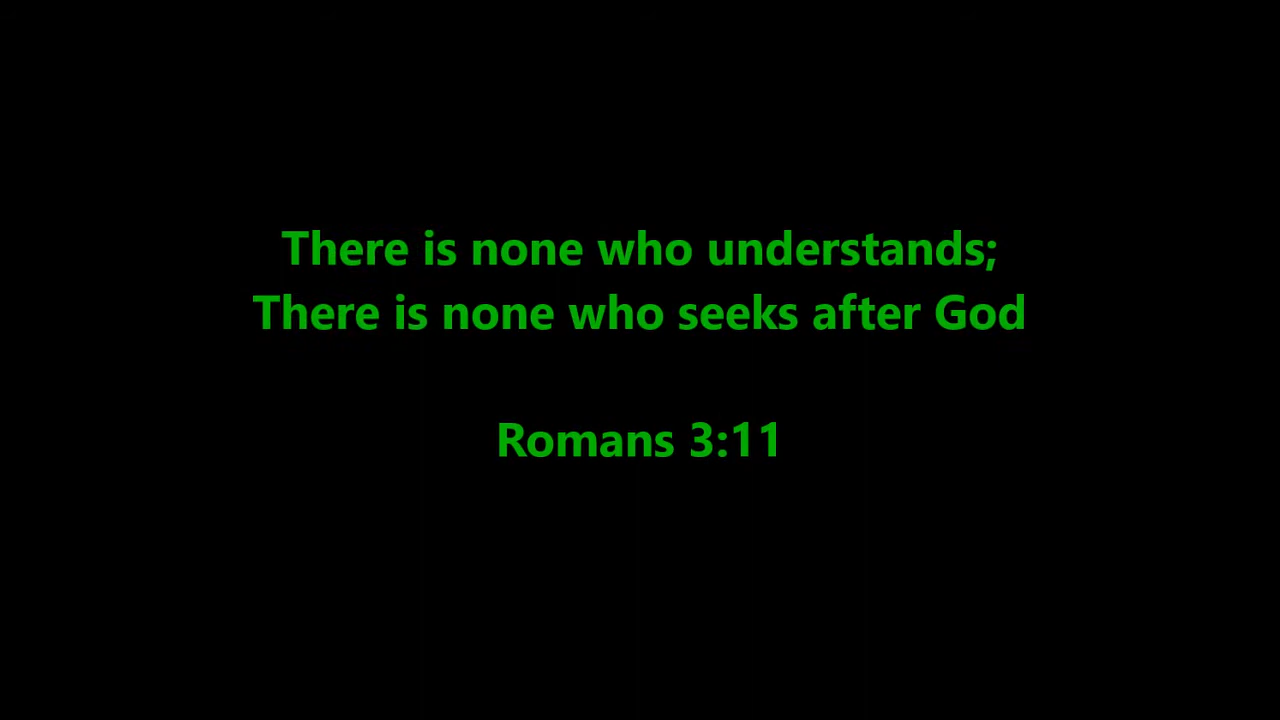 There is none who understands;
There is none who seeks after God
Romans 3:11